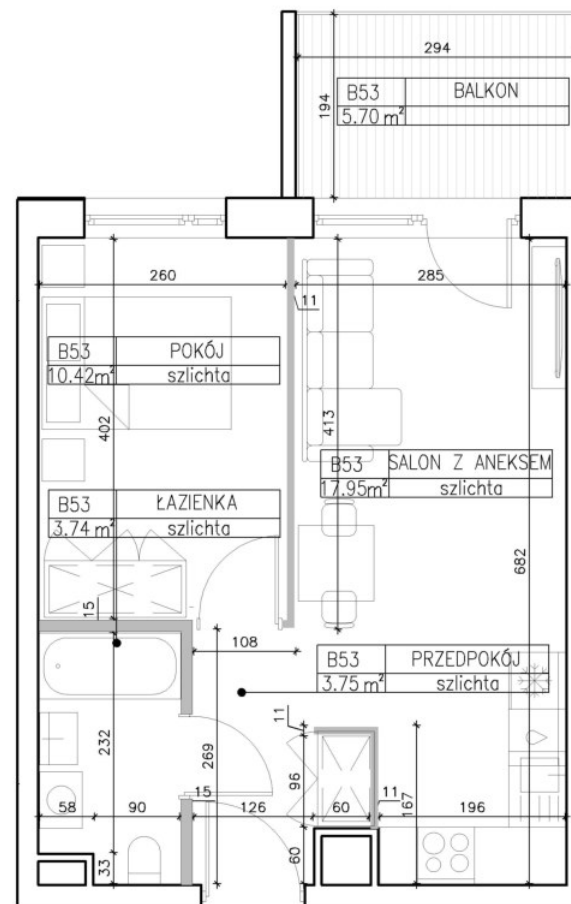 294
194
B53 BALKON
5.70 m²
260
11
285
B53 POKÓJ
10.42m² szlichta
402
413
B53 SALON Z ANEKSEM
17.95m² szlichta
B53 ŁAZIENKA
3.74 m² szlichta
682
15
108
B53 PRZEDPOKÓJ
3.75 m² szlichta
232
269
11
96
15
11
167
58
90
126
60
196
33
60